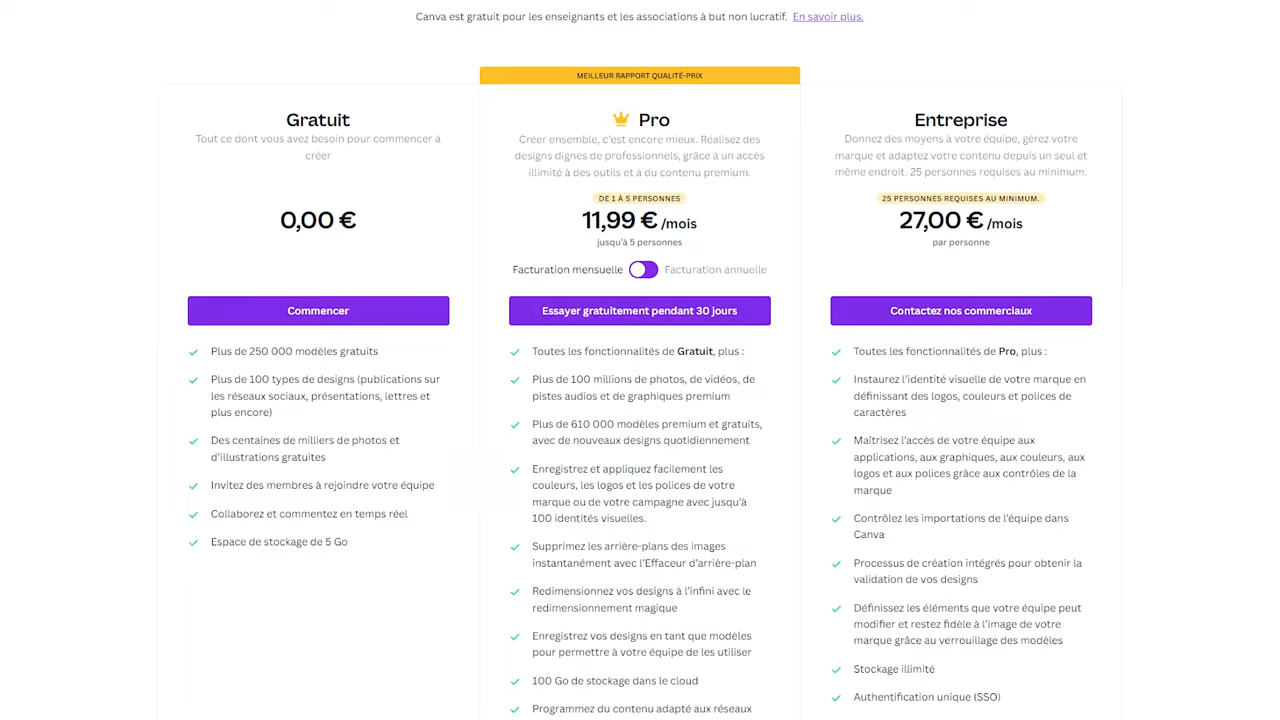 Canva est gratuit pour les enseignants et les associations à but non lucratif. En savoir plus.
MEILLEUR RAPPORT QUALITÉ-PRIX
Gratuit
Tout ce dont vous avez besoin pour commencer à
créer
0,00 €
Commencer
Plus de 250 000 modèles gratuits
Plus de 100 types de designs (publications sur
les réseaux sociaux, présentations, lettres et
plus encore)
Des centaines de milliers de photos et
d'illustrations gratuites
Invitez des membres à rejoindre votre équipe
Collaborez et commentez en temps réel
Espace de stockage de 5 Go
Pro
Créer ensemble, c'est encore mieux. Réalisez des
designs dignes de professionnels, grâce à un accès
illimité à des outils et à du contenu premium.
DE 1 À 5 PERSONNES
11,99 € /mois
jusqu'à 5 personnes
Facturation mensuelle Facturation annuelle
Essayer gratuitement pendant 30 jours
Toutes les fonctionnalités de Gratuit, plus :
Plus de 100 millions de photos, de vidéos, de
pistes audios et de graphiques premium
Plus de 610 000 modèles premium et gratuits,
avec de nouveaux designs quotidiennement
Enregistrez et appliquez facilement les
couleurs, les logos et les polices de votre
marque ou de votre campagne avec jusqu'à
100 identités visuelles.
Supprimez les arrière-plans des images
instantanément avec l'Effaceur d'arrière-plan
Redimensionnez vos designs à l'infini avec le
redimensionnement magique
Enregistrez vos designs en tant que modèles
pour permettre à votre équipe de les utiliser
100 Go de stockage dans le cloud
Programmez du contenu adapté aux réseaux
Entreprise
Donnez des moyens à votre équipe, gérez votre
marque et adaptez votre contenu depuis un seul et
même endroit. 25 personnes requises au minimum.
25 PERSONNES REQUISES AU MINIMUM.
27,00 € /mois
par personne
Contactez nos commerciaux
Toutes les fonctionnalités de Pro, plus :
Instaurez l'identité visuelle de votre marque en
définissant des logos, couleurs et polices de
caractères
Maîtrisez l'accès de votre équipe aux
applications, aux graphiques, aux couleurs, aux
logos et aux polices grâce aux contrôles de la
marque
Contrôlez les importations de l'équipe dans
Canva
Processus de création intégrés pour obtenir la
validation de vos designs
Définissez les éléments que votre équipe peut
modifier et restez fidèle à l'image de votre
marque grâce au verrouillage des modèles
Stockage illimité
Authentification unique (SSO)